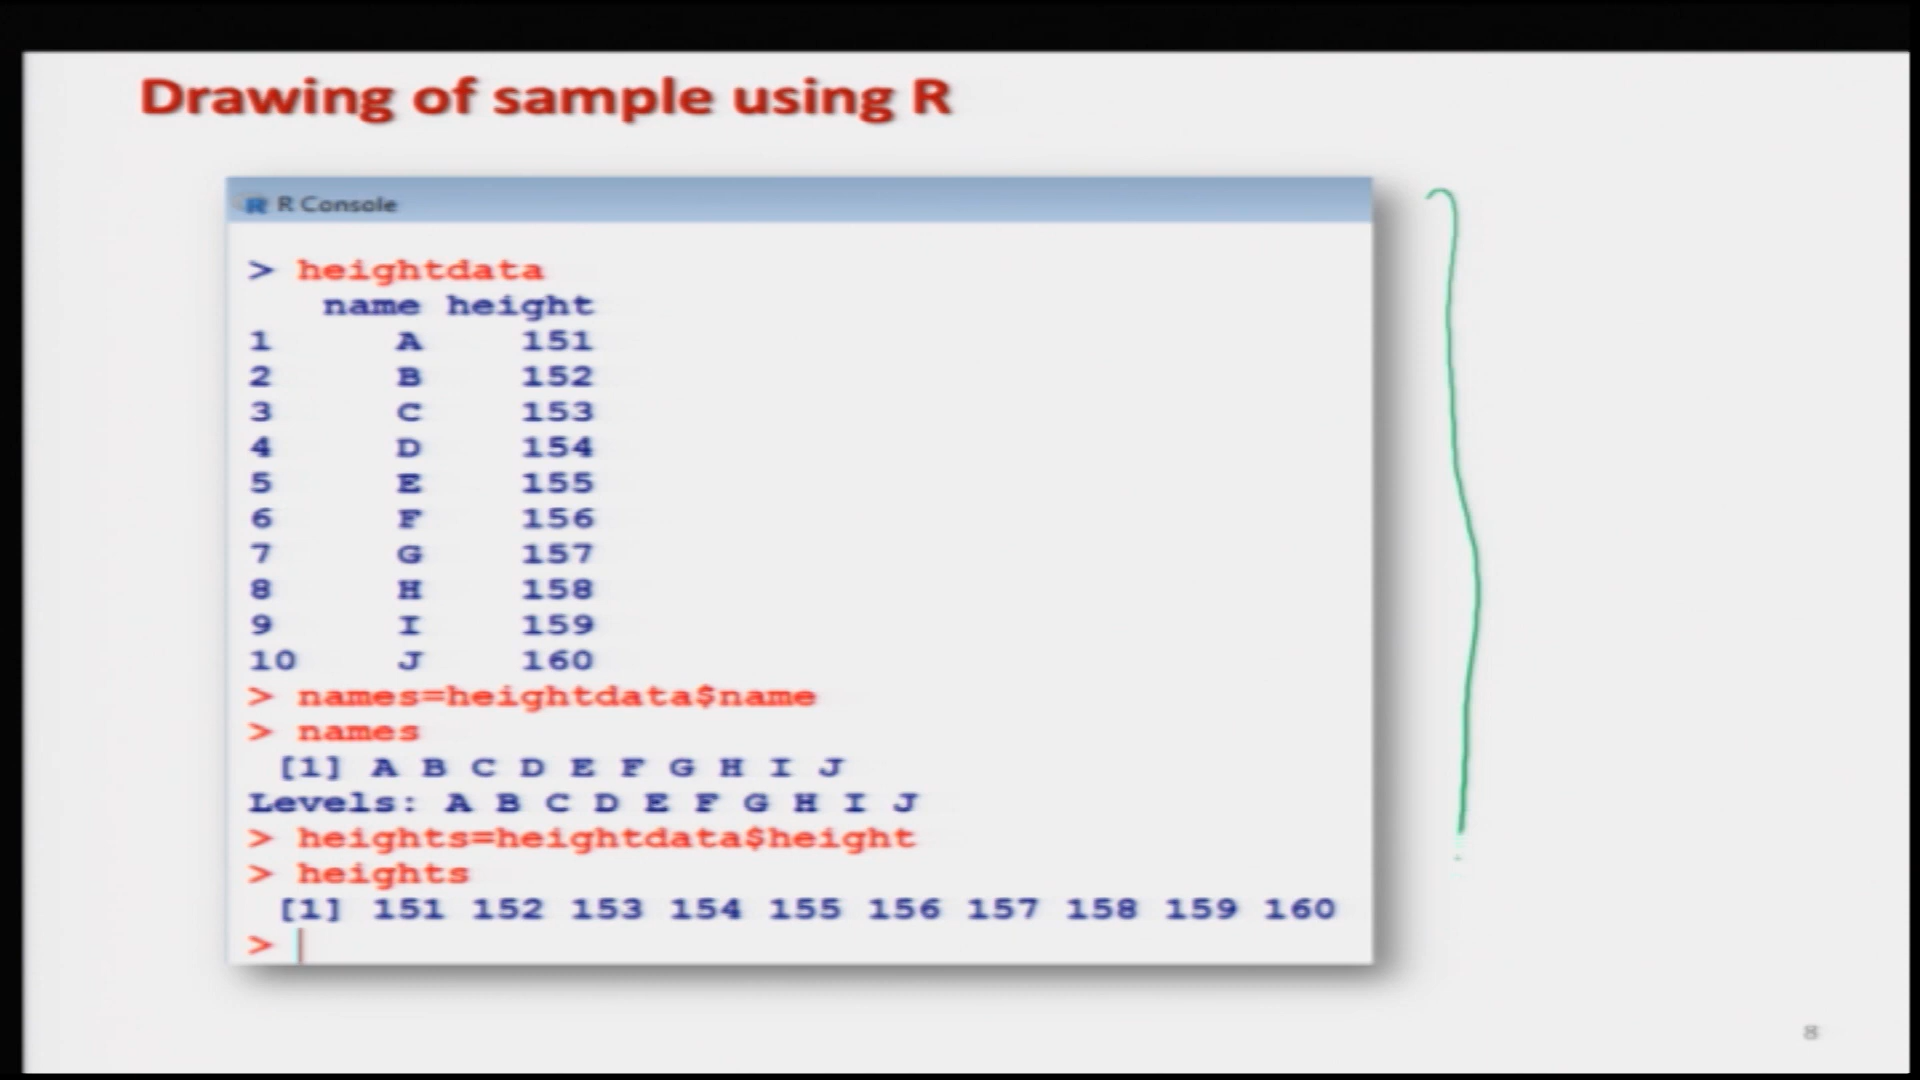 Drawing of sample using R
R Console
> heightdata
name height
1 A 151
2 B 152
3 C 153
4 D 154
5 E 155
6 F 156
7 G 157
8 H 158
9 I 159
10 J 160
> names=heightdata$name
> names
[1] A B C D E F G H I J
Levels: A B C D E F G H I J
> heights=heightdata$height
> heights
[1] 151 152 153 154 155 156 157 158 159 160
>
8